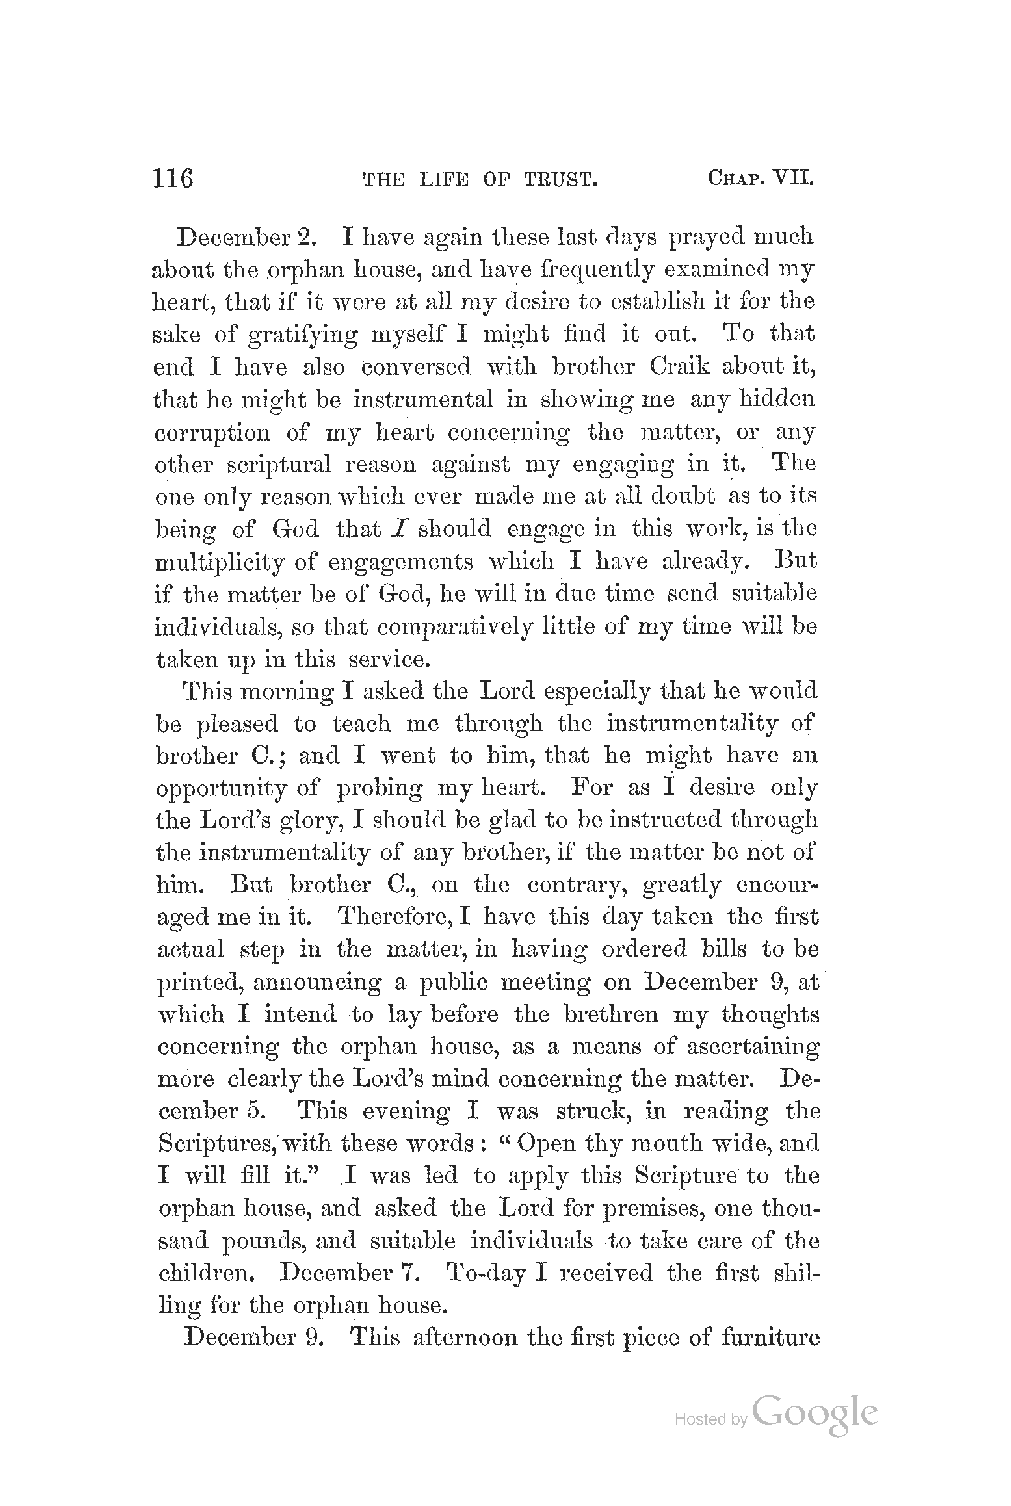 116 THE LIFE OF TRUST. CHAP. VII.
December 2. I have again these last days prayed much
about the orphan house, and have frequently examined my
heart, that if it were at all my desire to establish it for the
sake of gratifying myself I might find it out. To that
end I have also conversed with brother Craik about it,
that he might be instrumental in showing me any hidden
corruption of my heart concerning the matter, or any
other scriptural reason against my engaging in it. The
one only reason which ever made me at all doubt as to its
being of God that I should engage in this work, is the
multiplicity of engagements which I have already. But
if the matter be of God, he will in due time send suitable
individuals, so that comparatively little of my time will be
taken up in this service.
This morning I asked the Lord especially that he would
be pleased to teach me through the instrumentality of
brother C.; and I went to him, that he might have an
opportunity of probing my heart. For as I desire only
the Lord's glory, I should be glad to be instructed through
the instrumentality of any brother, if the matter be not of
him. But brother C., on the contrary, greatly encour-
aged me in it. Therefore, I have this day taken the first
actual step in the matter, in having ordered bills to be
printed, announcing a public meeting on December 9, at
which I intend to lay before the brethren my thoughts
concerning the orphan house, as a means of ascertaining
more clearly the Lord's mind concerning the matter. De-
cember 5. This evening I was struck, in reading the
Scriptures, with these words: "Open thy mouth wide, and
I will fill it." I was led to apply this Scripture to the
orphan house, and asked the Lord for premises, one thou-
sand pounds, and suitable individuals to take care of the
children. December 7. To-day I received the first shil-
ling for the orphan house.
December 9. This afternoon the first piece of furniture
Hosted by Google